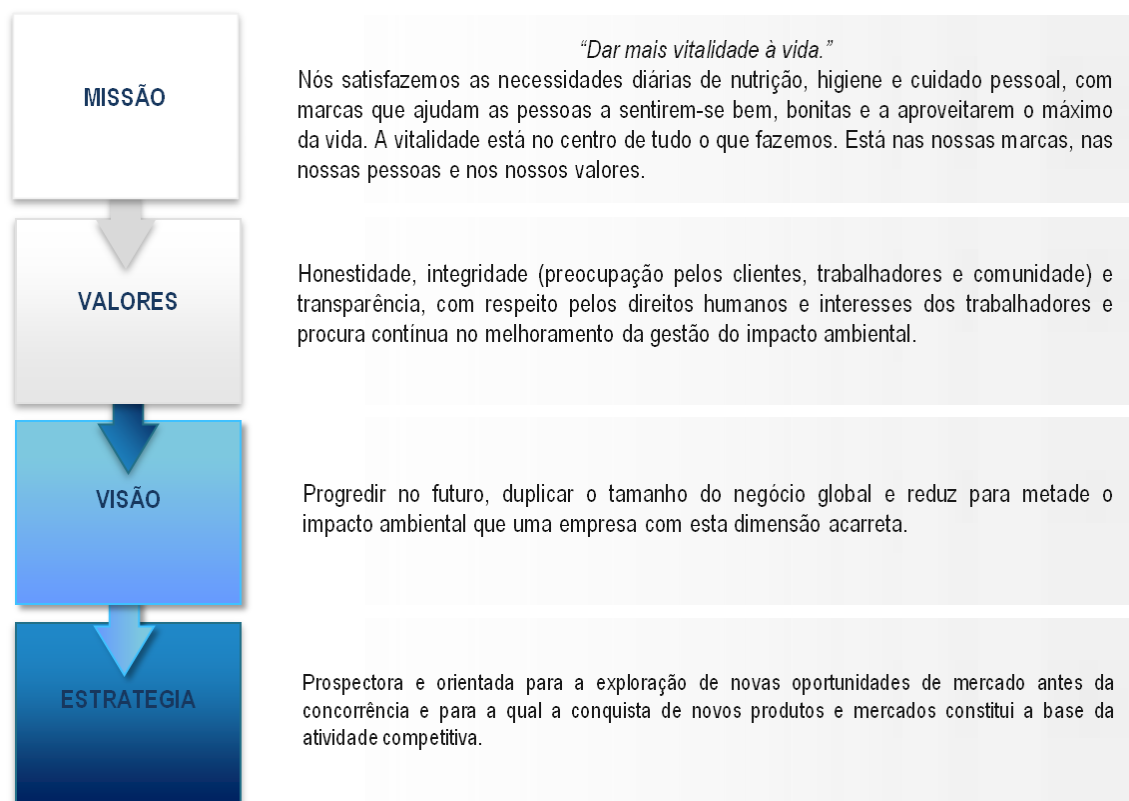 MISSÃO
“Dar mais vitalidade à vida.”
Nós satisfazemos as necessidades diárias de nutrição, higiene e cuidado pessoal, com
marcas que ajudam as pessoas a sentirem-se bem, bonitas e a aproveitarem o máximo
da vida. A vitalidade está no centro de tudo o que fazemos. Está nas nossas marcas, nas
nossas pessoas e nos nossos valores.
VALORES
Honestidade, integridade (preocupação pelos clientes, trabalhadores e comunidade) e
transparência, com respeito pelos direitos humanos e interesses dos trabalhadores e
procura contínua no melhoramento da gestão do impacto ambiental.
VISÃO
Progredir no futuro, duplicar o tamanho do negócio global e reduz para metade o
impacto ambiental que uma empresa com esta dimensão acarreta.
ESTRATEGIA
Prospectora e orientada para a exploração de novas oportunidades de mercado antes da
concorrência e para a qual a conquista de novos produtos e mercados constitui a base da
atividade competitiva.